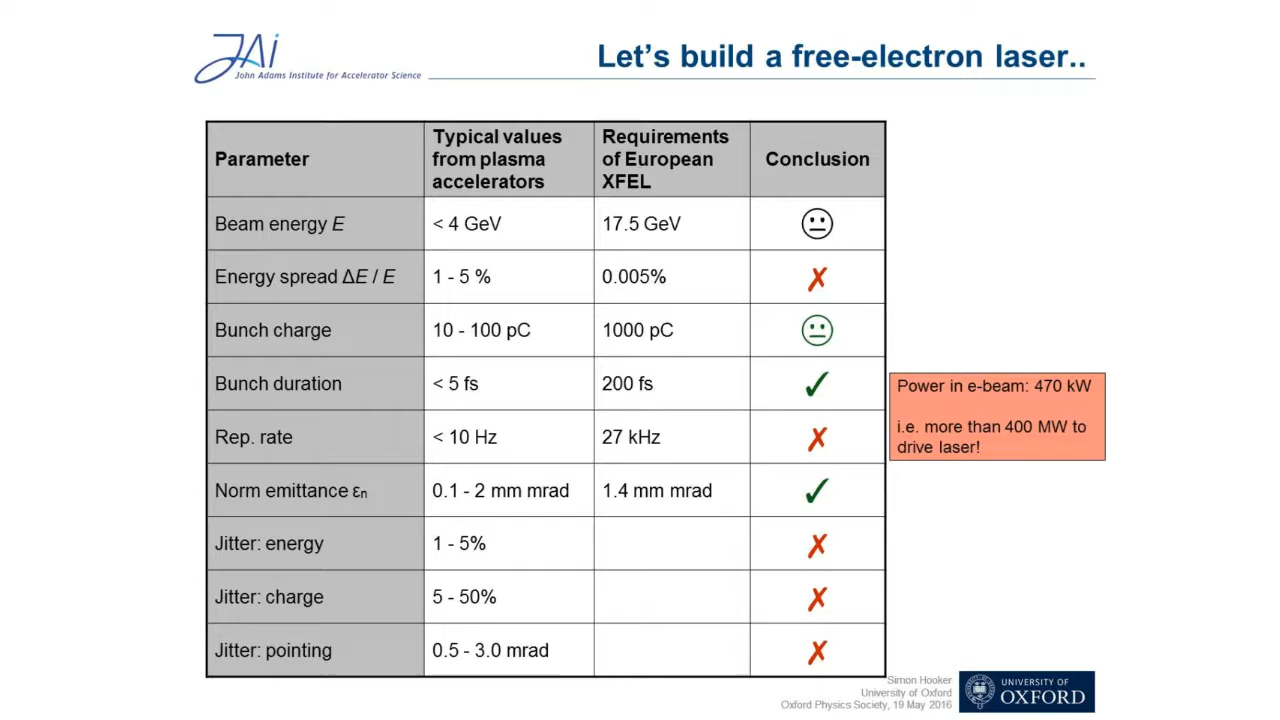 JAi
John Adams Institute for Accelerator Science
Let's build a free-electron laser..
Parameter
Typical values
from plasma
accelerators
Requirements
of European
XFEL
Conclusion
Beam energy E
< 4 GeV
17.5 GeV
Energy spread ΔE / E
1 - 5 %
0.005%
✗
Bunch charge
10 - 100 pC
1000 pC
Bunch duration
< 5 fs
200 fs
✓
Rep. rate
< 10 Hz
27 kHz
✗
Power in e-beam: 470 kW
i.e. more than 400 MW to
drive laser!
Norm emittance εₙ
0.1 - 2 mm mrad
1.4 mm mrad
✓
Jitter: energy
1 - 5%
✗
Jitter: charge
5 - 50%
✗
Jitter: pointing
0.5 - 3.0 mrad
✗
Simon Hooker
University of Oxford
Oxford Physics Society, 19 May 2016
UNIVERSITY OF
OXFORD